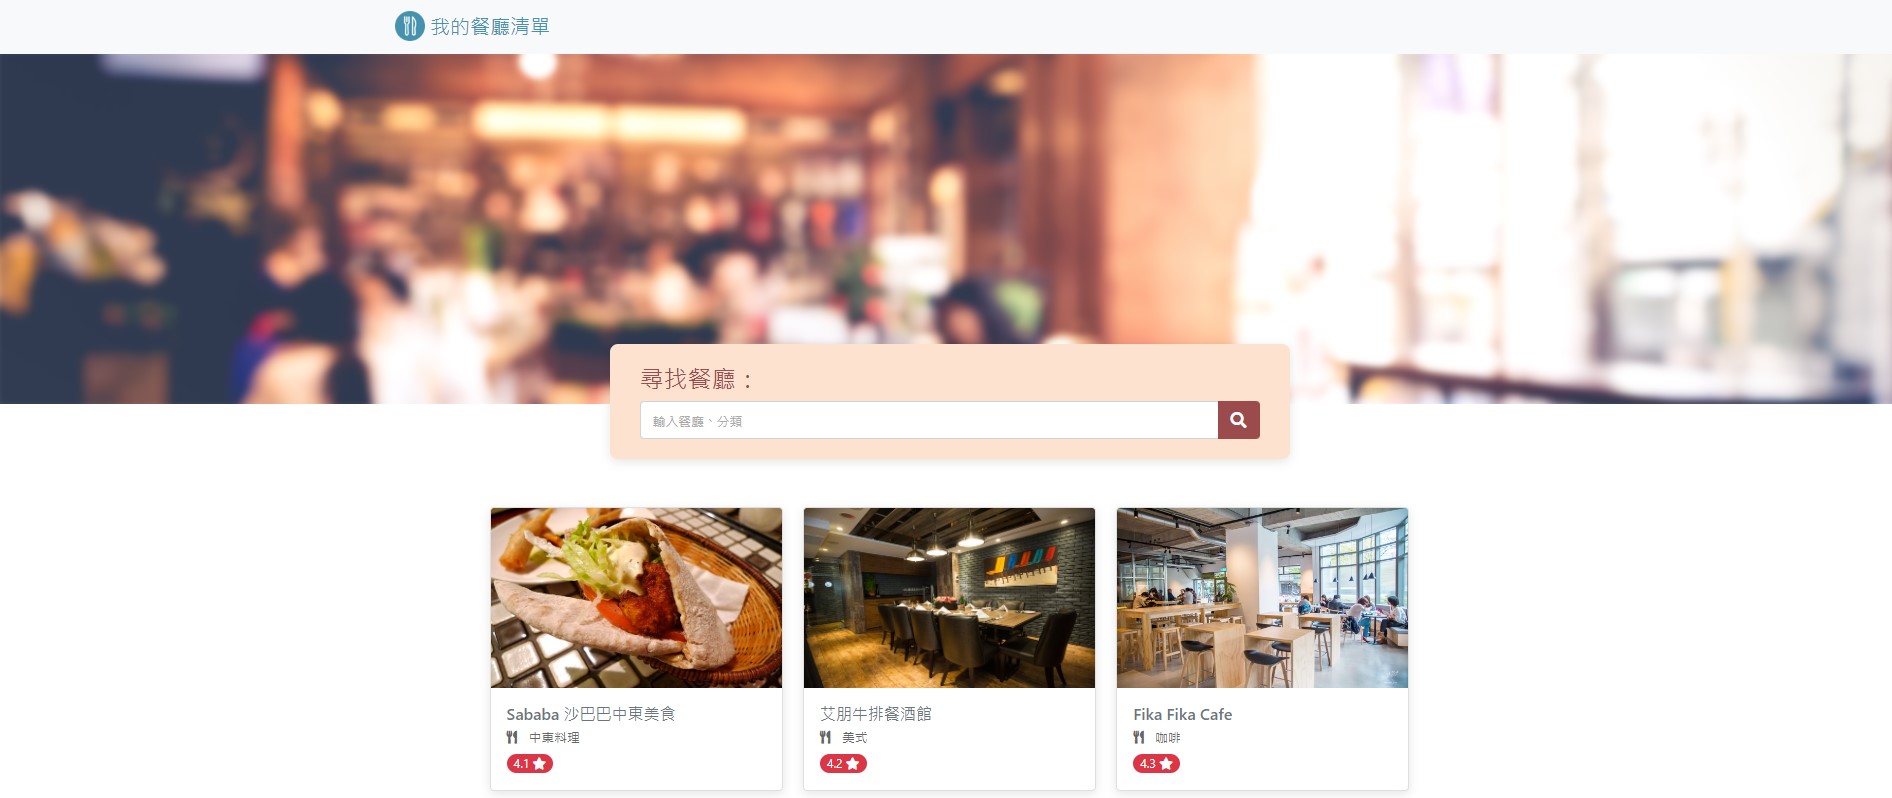 我的餐廳清單
尋找餐廳：
輸入餐廳、分類
Sababa 沙巴巴中東美食
中東料理
4.1
艾朋牛排餐酒館
美式
4.2
Fika Fika Cafe
咖啡
4.3